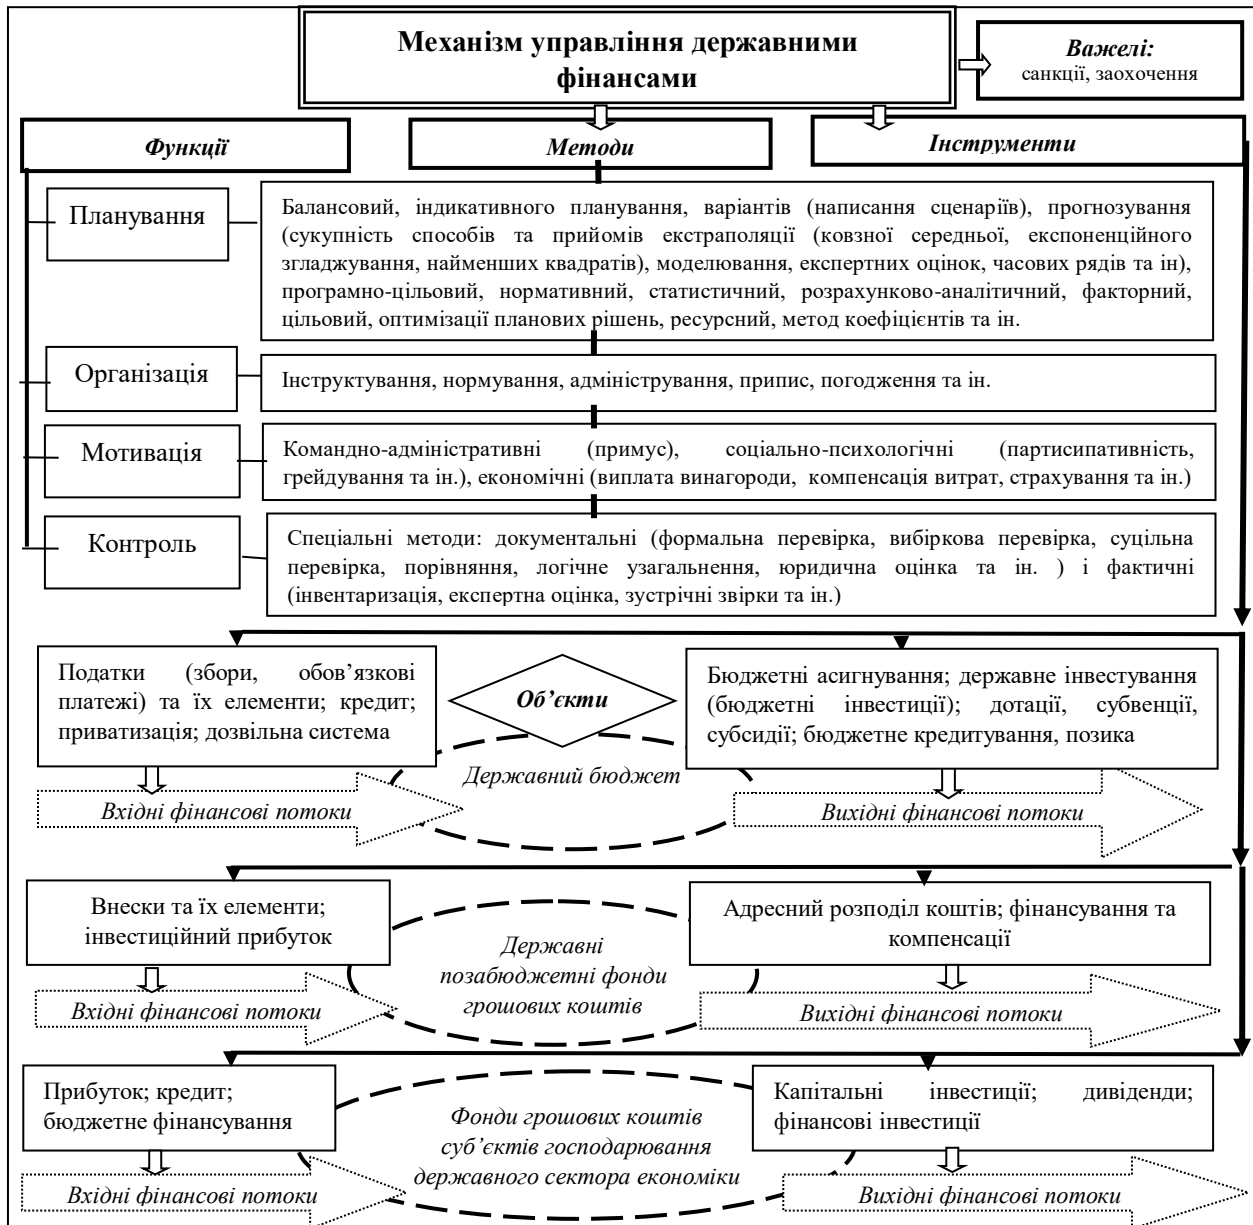 Механізм управління державними
фінансами
Важелі:
санкції, заохочення
Функції
Методи
Інструменти
Планування
Балансовий, індикативного планування, варіантів (написання сценаріїв), прогнозування
(сукупність способів та прийомів екстраполяції (ковзної середньої, експоненційного
згладжування, найменших квадратів), моделювання, експертних оцінок, часових рядів та ін),
програмно-цільовий, нормативний, статистичний, розрахунково-аналітичний, факторний,
цільовий, оптимізації планових рішень, ресурсний, метод коефіцієнтів та ін.
Організація
Інструктування, нормування, адміністрування, припис, погодження та ін.
Мотивація
Командно-адміністративні (примус), соціально-психологічні (партисипативність,
грейдування та ін.), економічні (виплата винагороди, компенсація витрат, страхування та ін.)
Контроль
Спеціальні методи: документальні (формальна перевірка, вибіркова перевірка, суцільна
перевірка, порівняння, логічне узагальнення, юридична оцінка та ін. ) і фактичні
(інвентаризація, експертна оцінка, зустрічні звірки та ін.)
Податки (збори, обов’язкові
платежі) та їх елементи; кредит;
приватизація; дозвільна система
Об’єкти
Бюджетні асигнування; державне інвестування
(бюджетні інвестиції); дотації, субвенції,
субсидії; бюджетне кредитування, позика
Державний бюджет
Вхідні фінансові потоки
Вихідні фінансові потоки
Внески та їх елементи;
інвестиційний прибуток
Державні
позабюджетні фонди
грошових коштів
Адресний розподіл коштів; фінансування та
компенсації
Вхідні фінансові потоки
Вихідні фінансові потоки
Прибуток; кредит;
бюджетне фінансування
Фонди грошових коштів
суб’єктів господарювання
державного сектора економіки
Капітальні інвестиції; дивіденди;
фінансові інвестиції
Вхідні фінансові потоки
Вихідні фінансові потоки